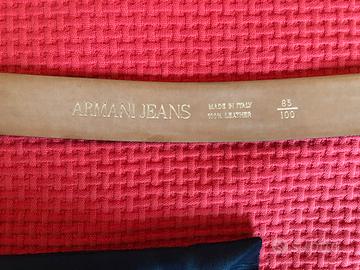 ARMANI JEANS
MADE IN ITALY
100% LEATHER
85
100